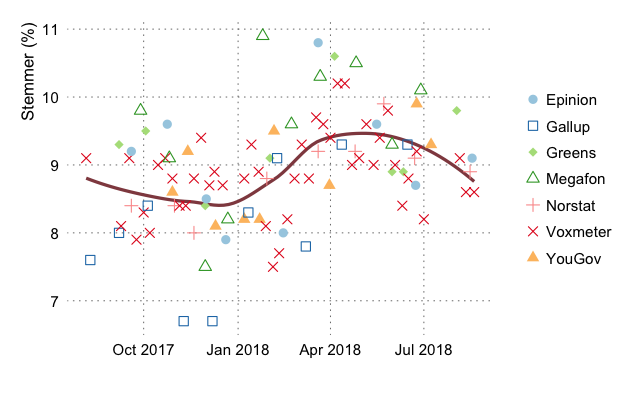 Stemmer (%)
11
10
9
8
7
Oct 2017
Jan 2018
Apr 2018
Jul 2018
Epinion
Gallup
Greens
Megafon
Norstat
Voxmeter
YouGov